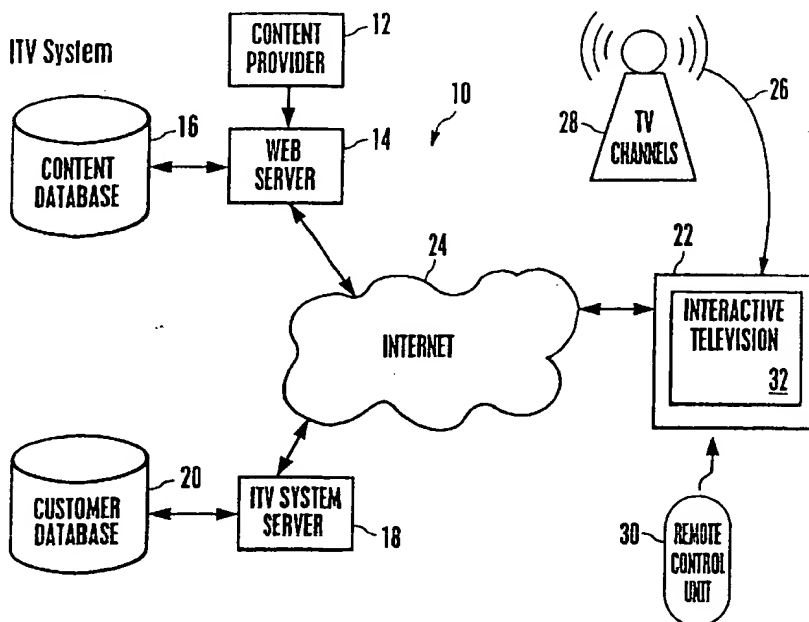 ITV System
CONTENT
PROVIDER
12
16
CONTENT
DATABASE
WEB
SERVER
14
10
28
TV
CHANNELS
26
24
INTERNET
22
INTERACTIVE
TELEVISION
32
20
CUSTOMER
DATABASE
ITV SYSTEM
SERVER
18
30
REMOTE
CONTROL
UNIT